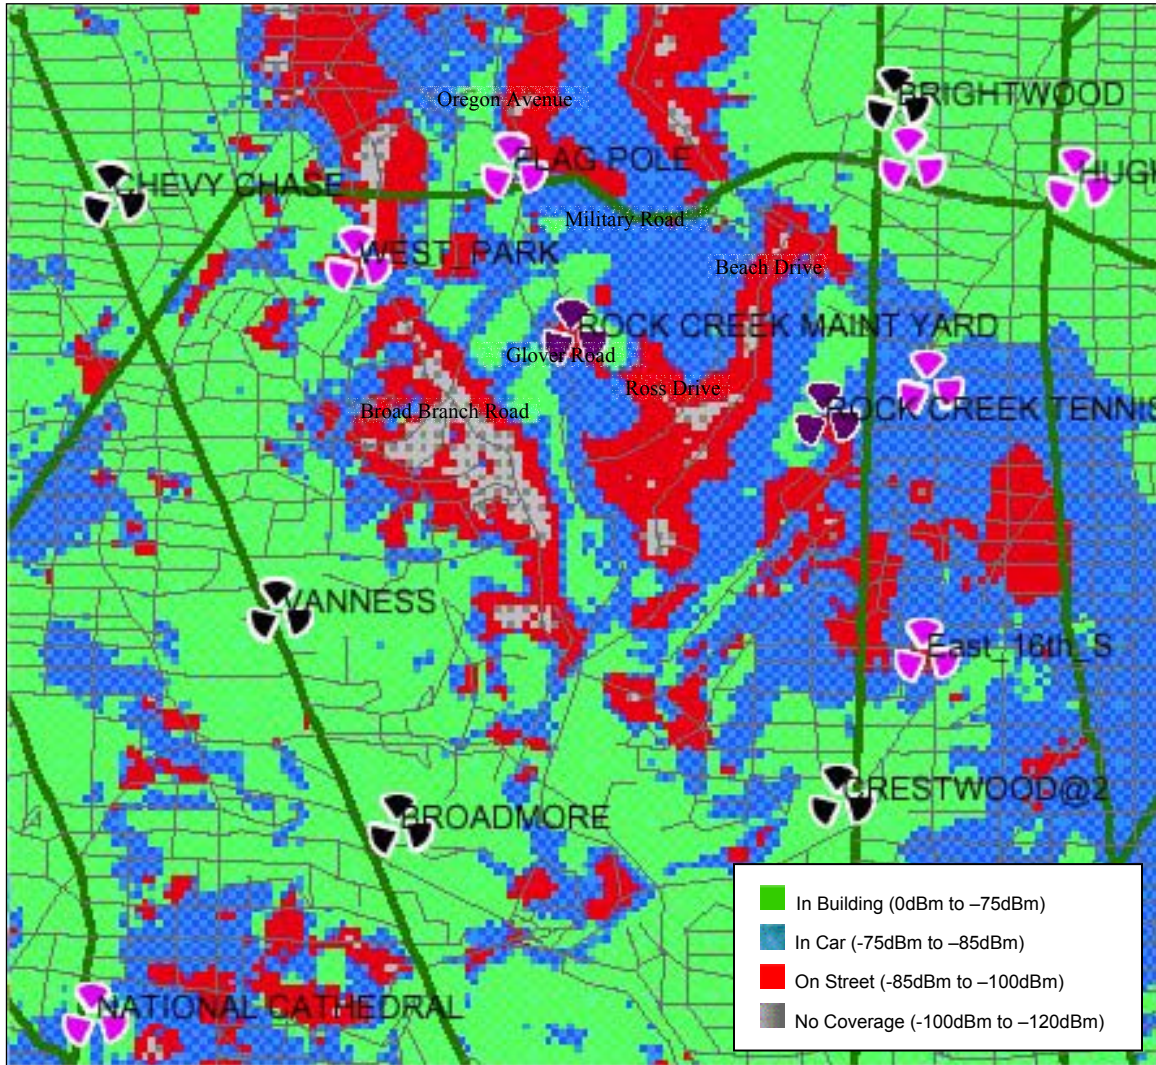 Oregon Avenue
BRIGHTWOOD
FLAG POLE
CHEVY CHASE
HUGH
Military Road
WEST_PARK
Beach Drive
ROCK CREEK MAINT YARD
Glover Road
Ross Drive
Broad Branch Road
ROCK CREEK TENNIS
VANNESS
East_16th_S
CRESTWOOD@2
BROADMORE
In Building (0dBm to –75dBm)
In Car (-75dBm to –85dBm)
On Street (-85dBm to –100dBm)
No Coverage (-100dBm to –120dBm)
NATIONAL CATHEDRAL